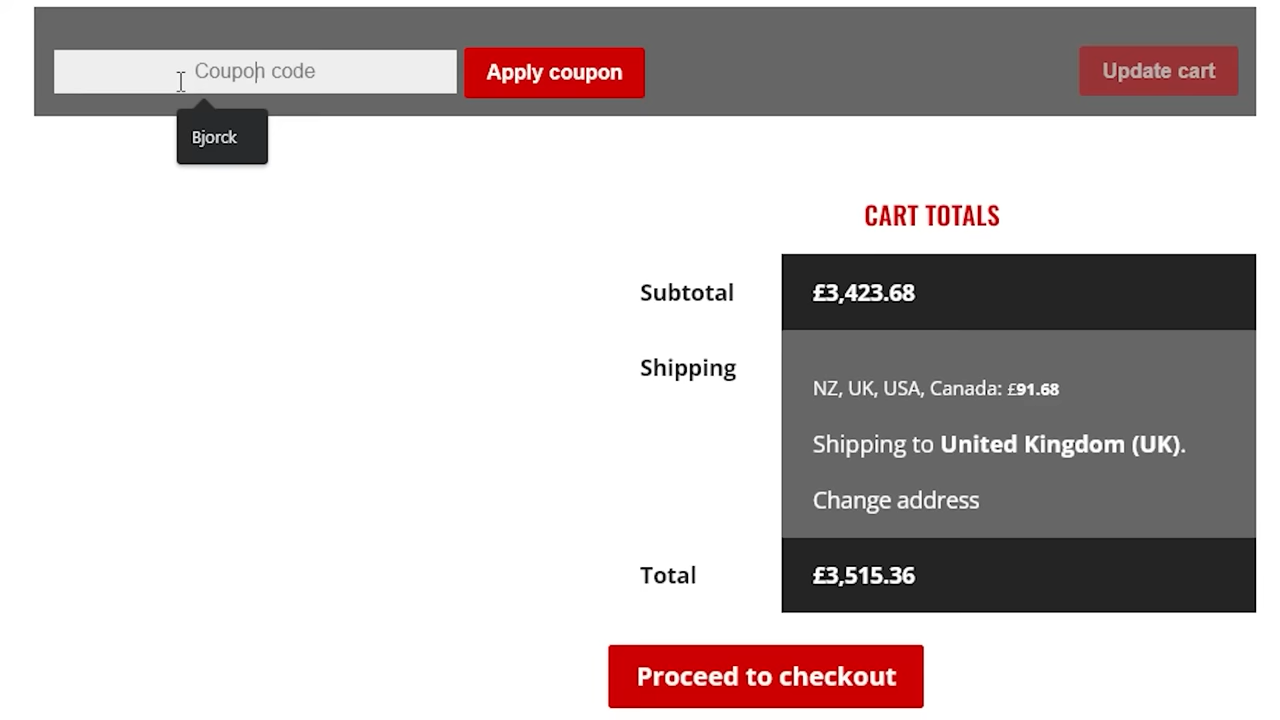 Coupon code
Apply coupon
Update cart
Bjorck
CART TOTALS
Subtotal £3,423.68
Shipping
NZ, UK, USA, Canada: £91.68
Shipping to United Kingdom (UK).
Change address
Total £3,515.36
Proceed to checkout